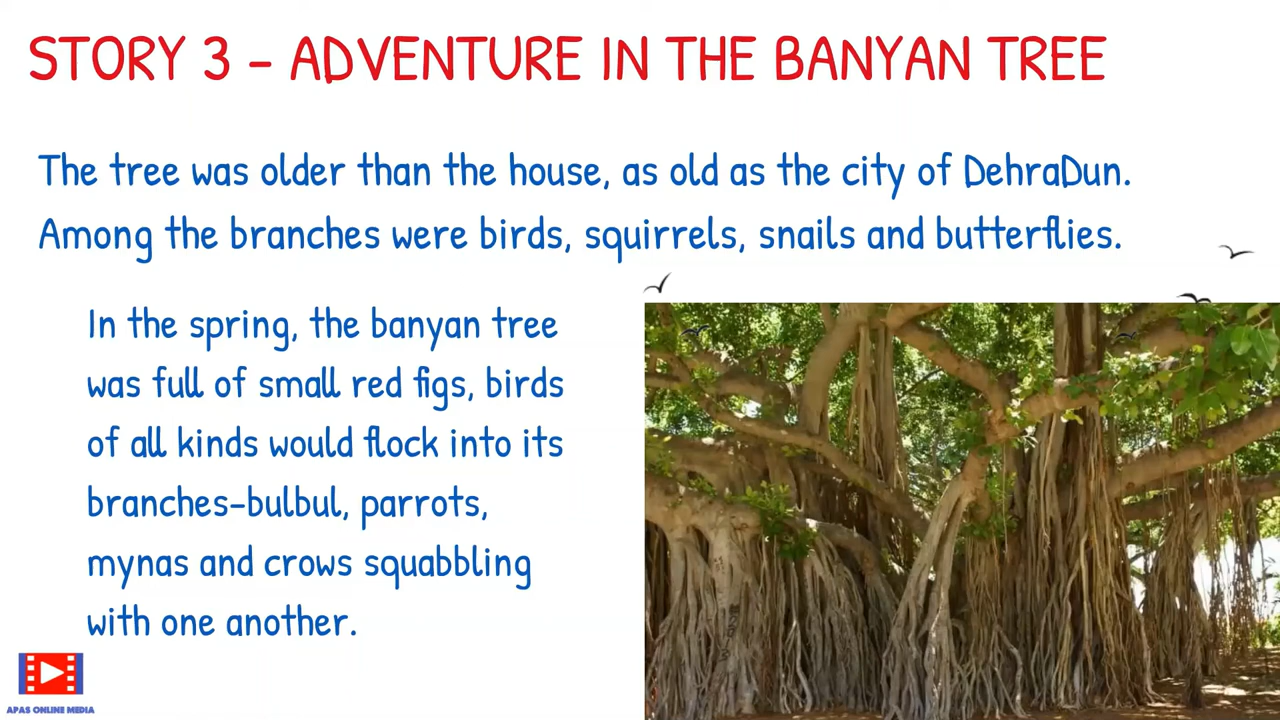 STORY 3 - ADVENTURE IN THE BANYAN TREE
The tree was older than the house, as old as the city of DehraDun.
Among the branches were birds, squirrels, snails and butterflies.
In the spring, the banyan tree
was full of small red figs, birds
of all kinds would flock into its
branches-bulbul, parrots,
mynas and crows squabbling
with one another.
APAS ONLINE MEDIA